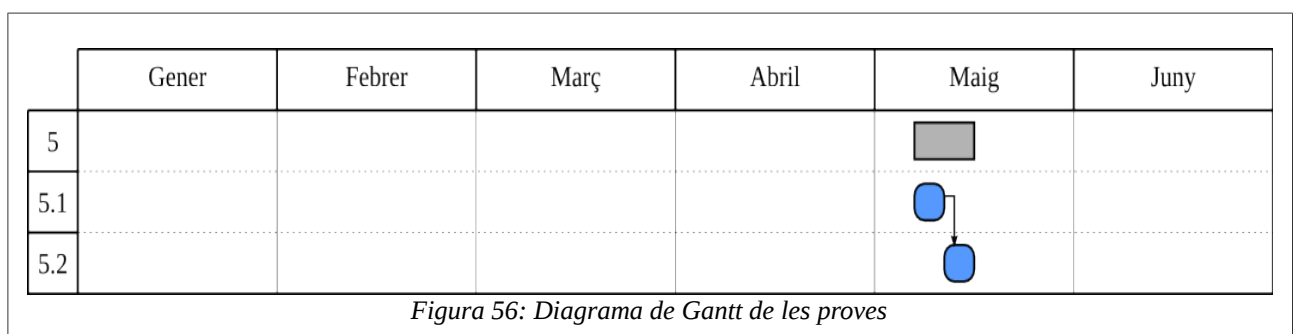 Gener Febrer Març Abril Maig Juny
5
5.1
5.2
Figura 56: Diagrama de Gantt de les proves